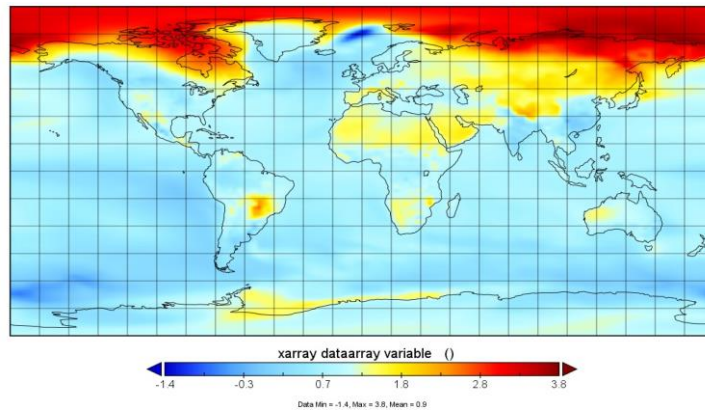 xarray dataarray variable ()
-1.4 -0.3 0.7 1.8 2.8 3.8
Data Min = -1.4, Max = 3.8, Mean = 0.9